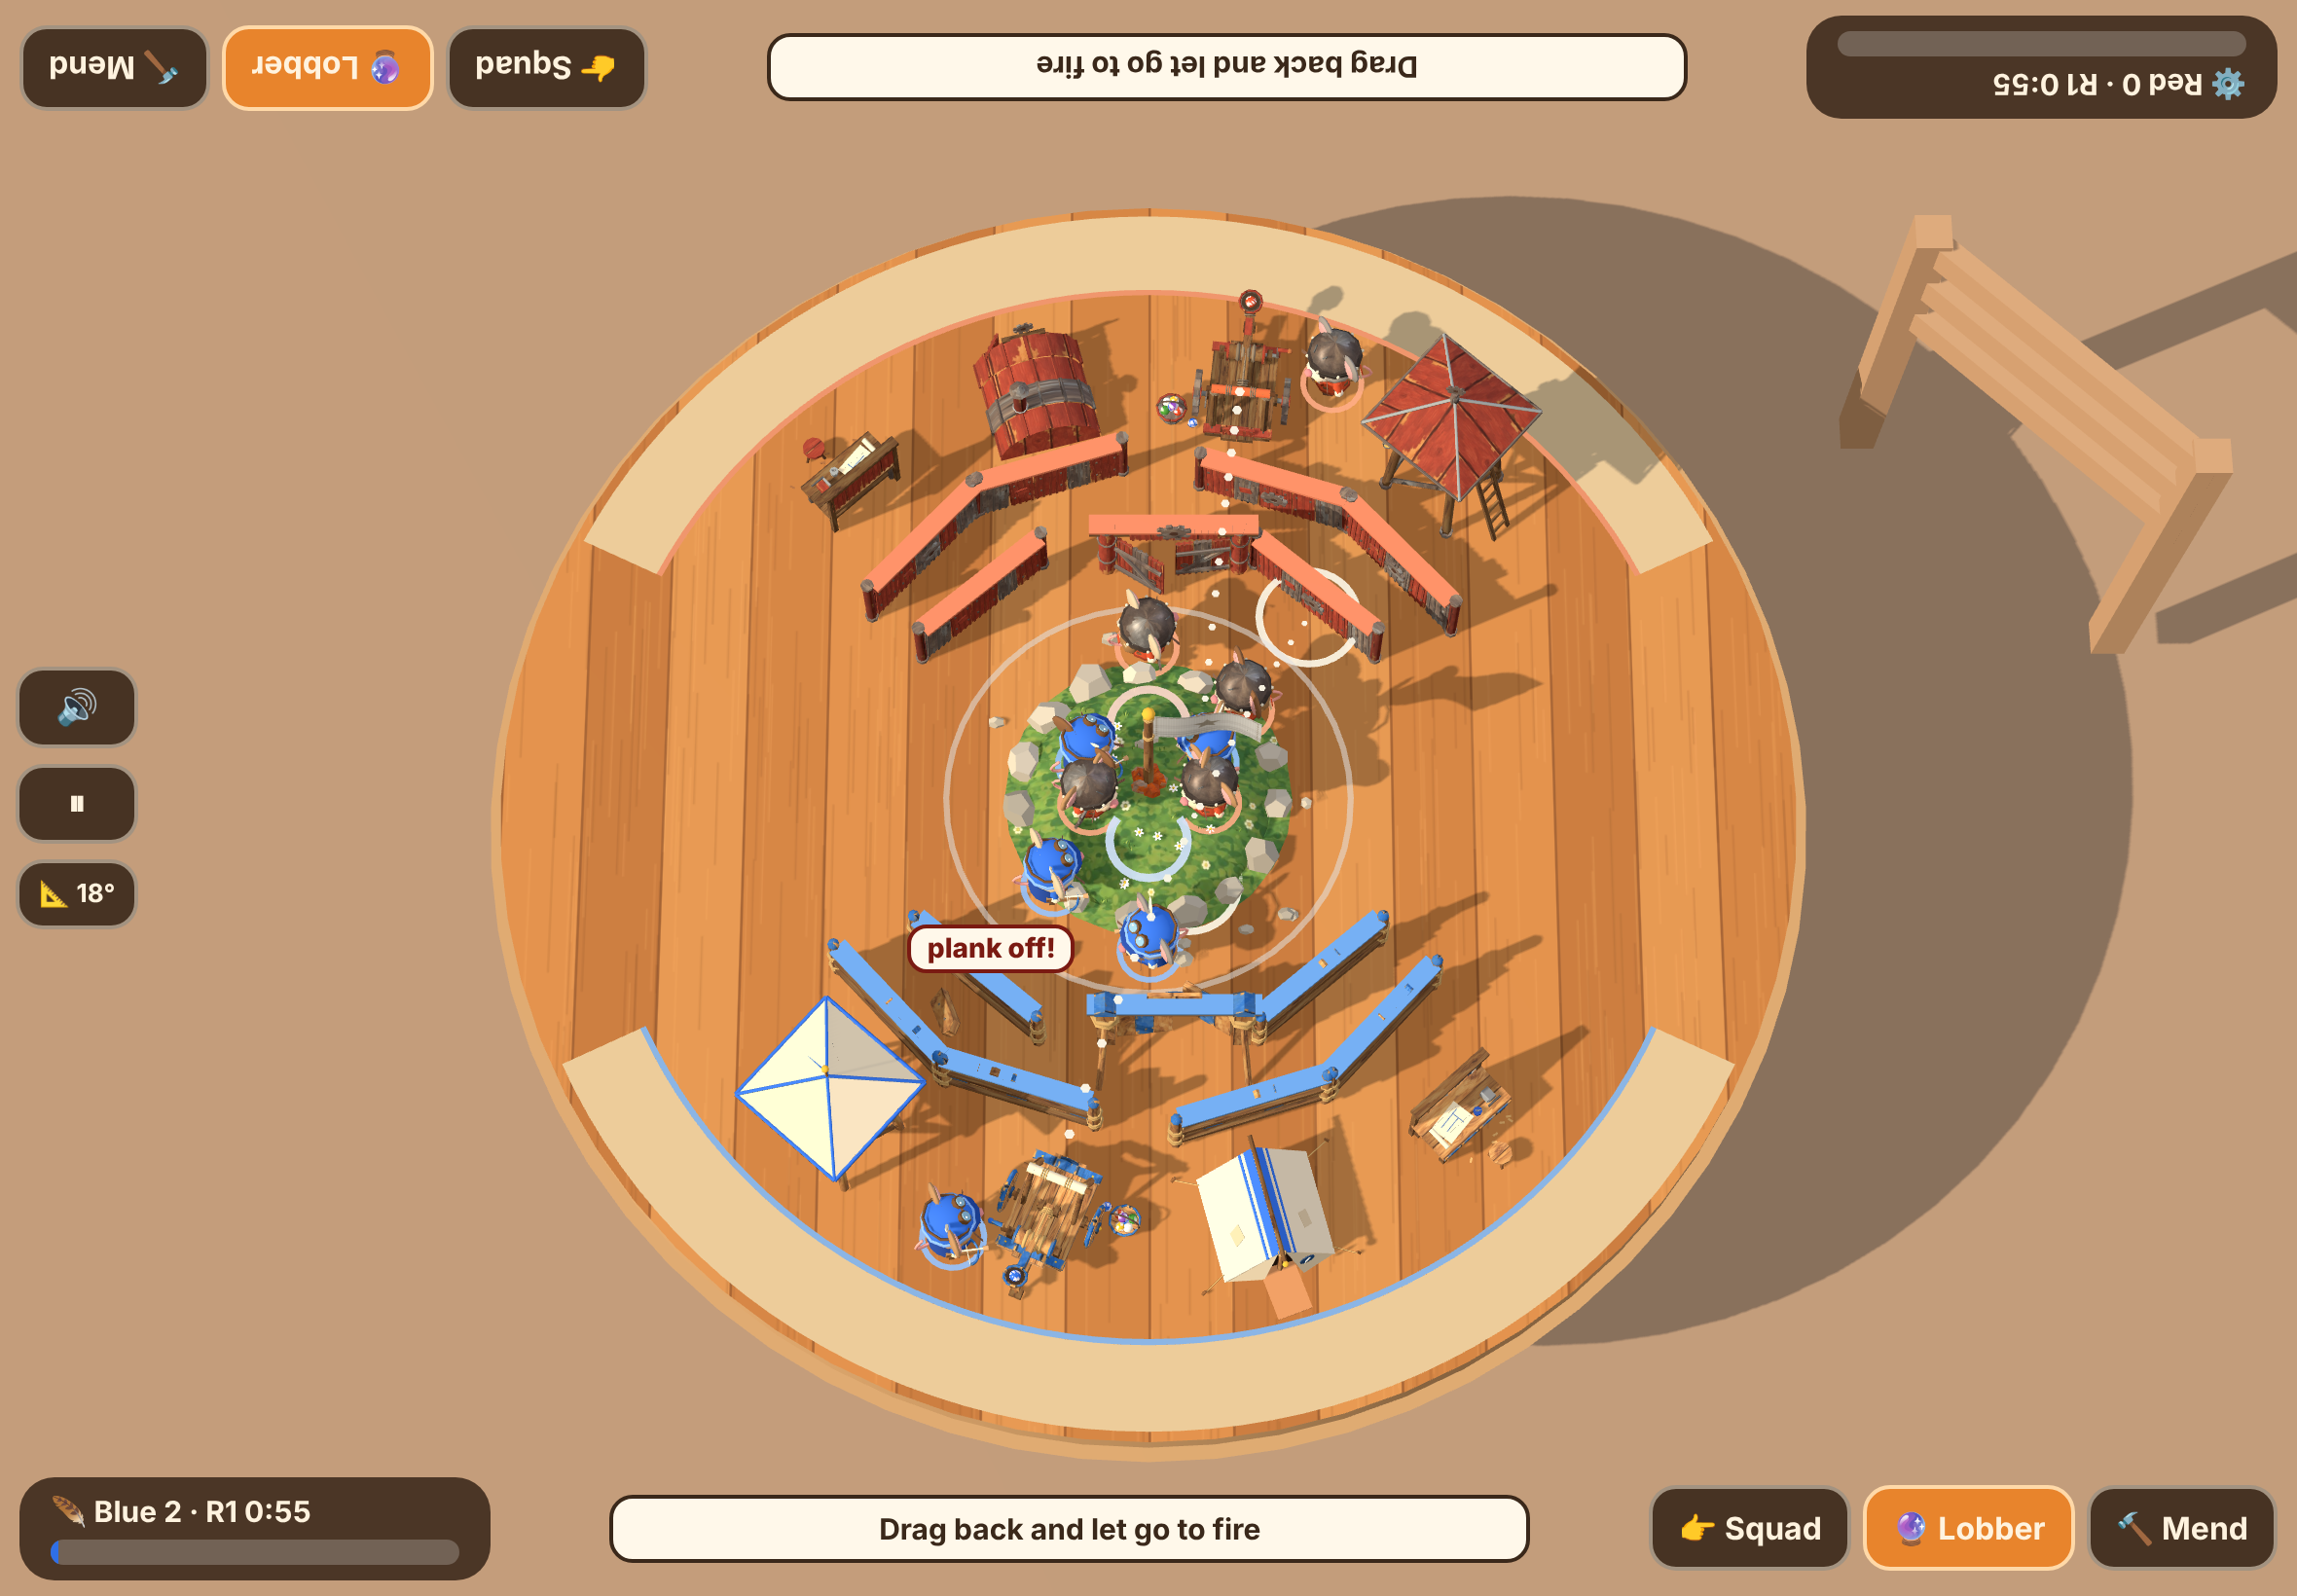 Mend
Lobber
Squad
Drag back and let go to fire
Red 0 · R1 0:55
18°
plank off!
Blue 2 · R1 0:55
Drag back and let go to fire
Squad
Lobber
Mend